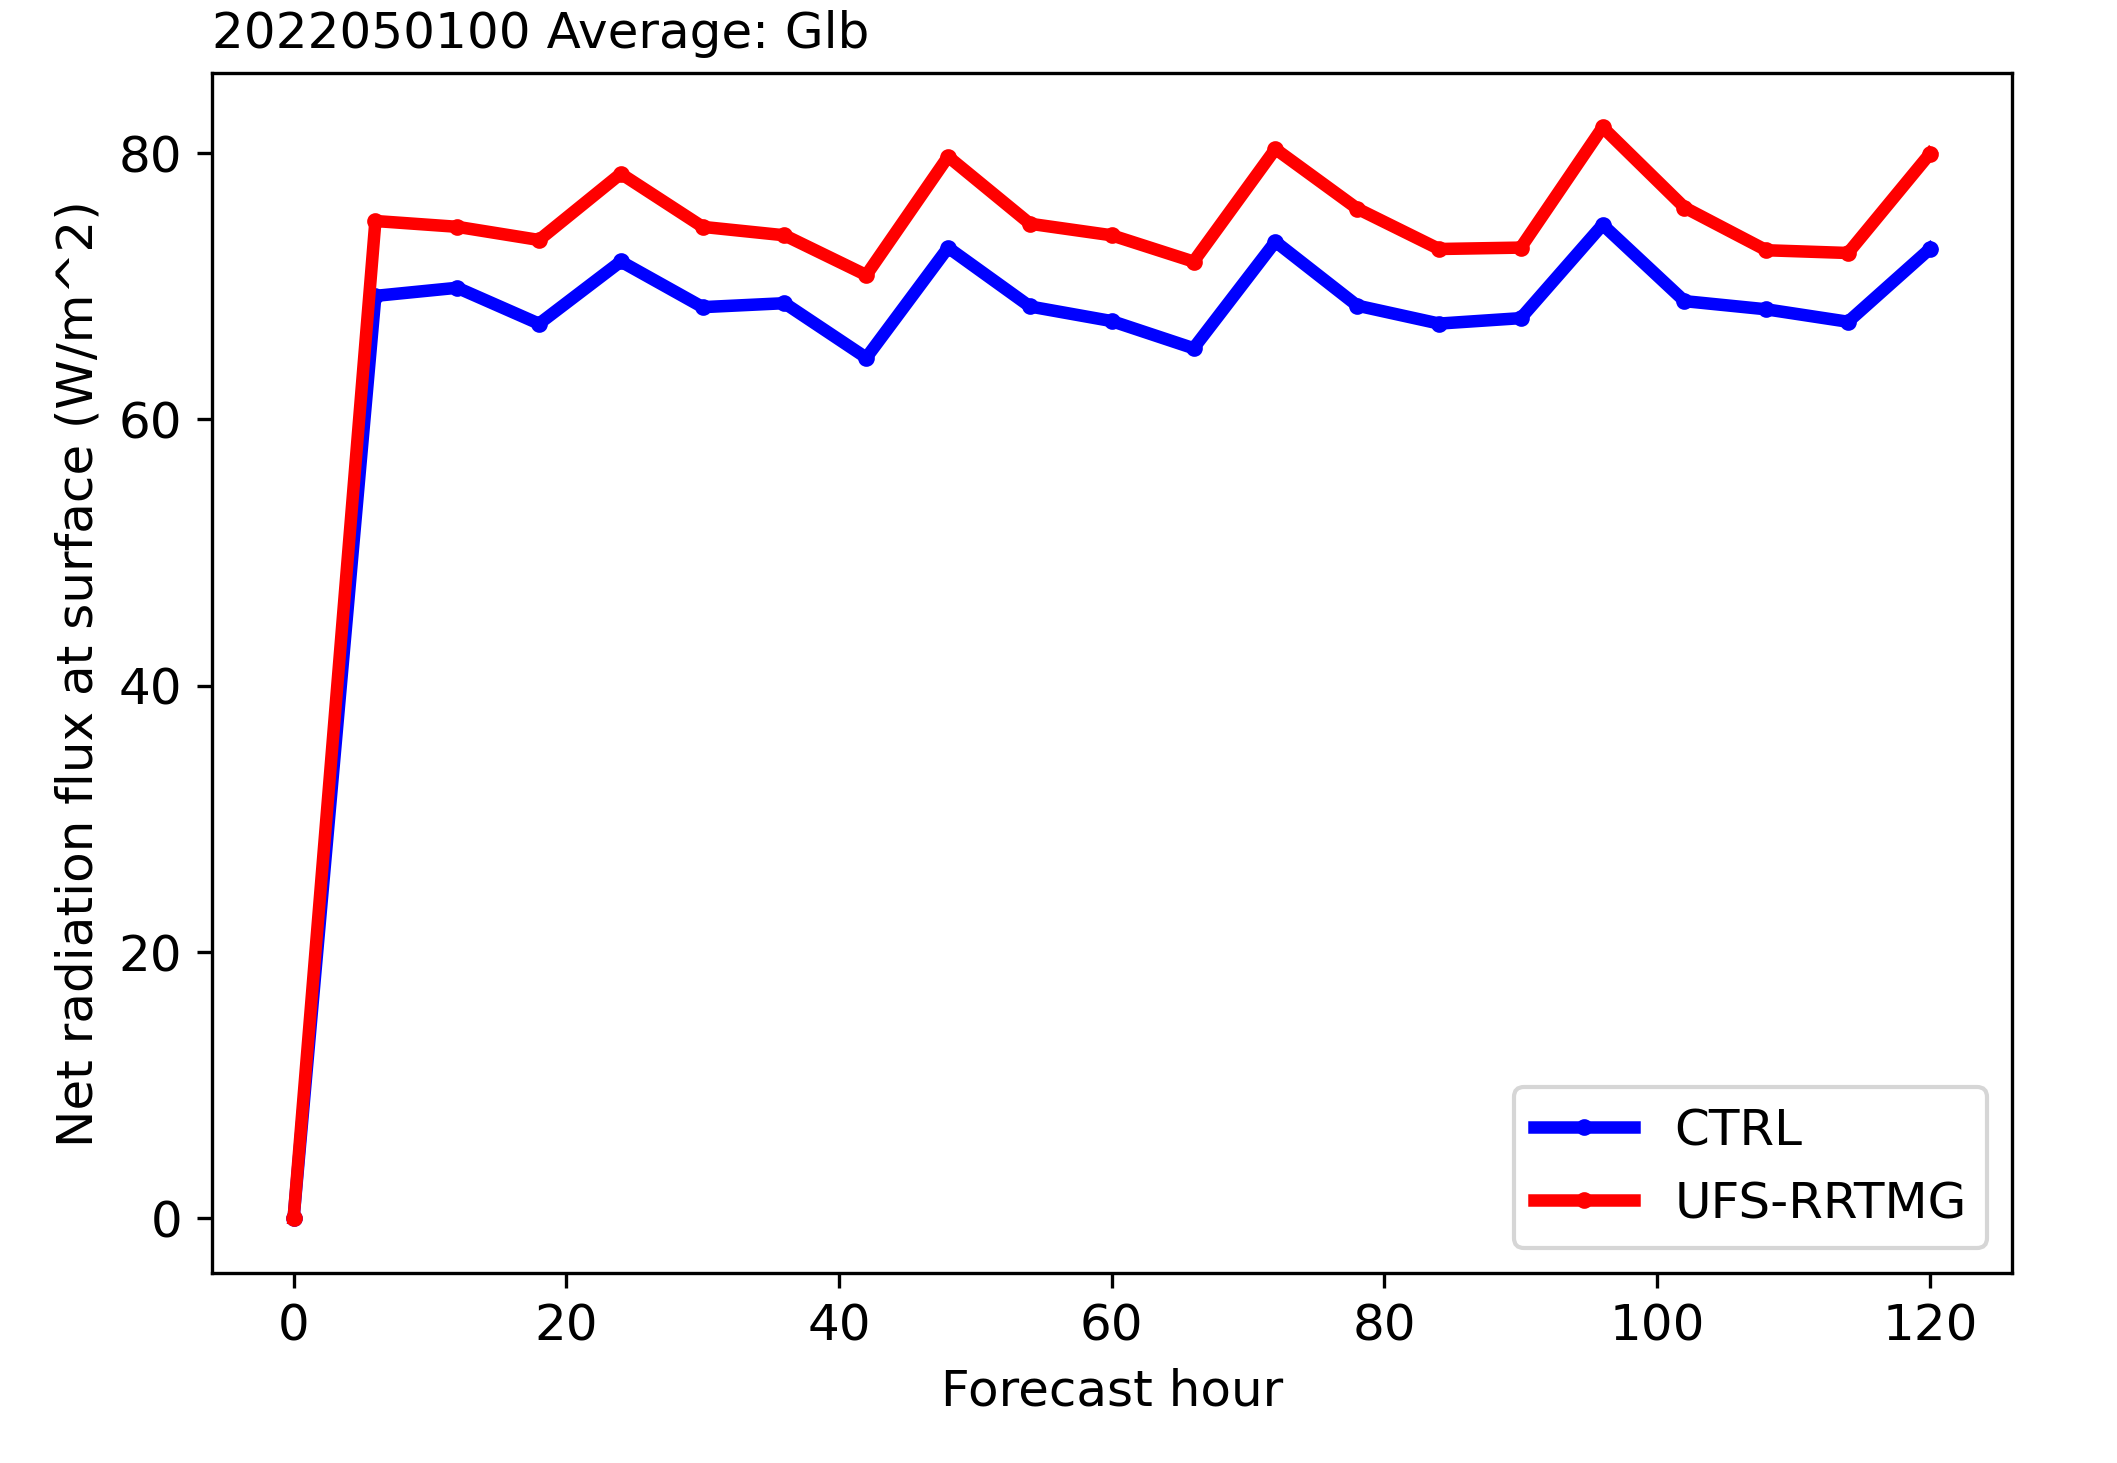 2022050100 Average: Glb
Net radiation flux at surface (W/m^2)
80
60
40
20
0
0 20 40 60 80 100 120
Forecast hour
CTRL
UFS-RRTMG